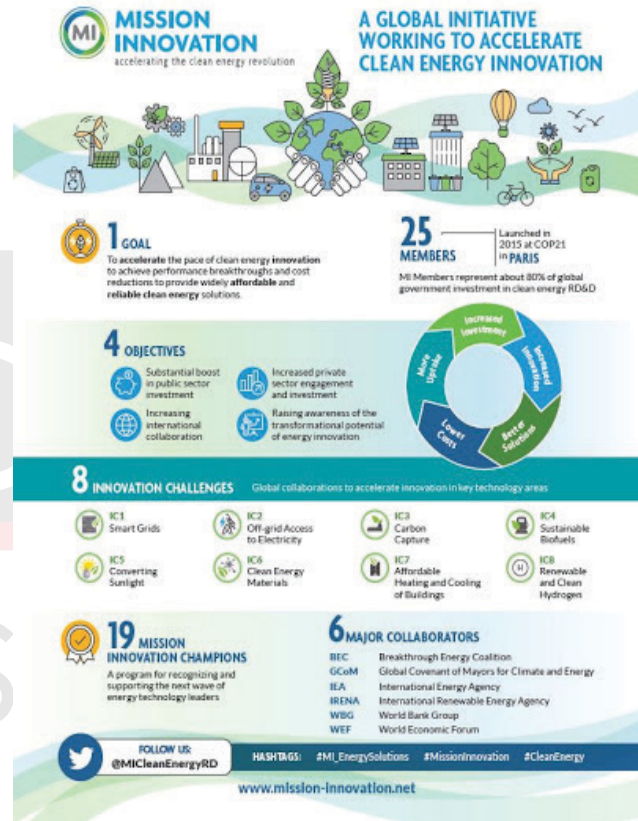 MI
MISSION
INNOVATION
accelerating the clean energy revolution
A GLOBAL INITIATIVE
WORKING TO ACCELERATE
CLEAN ENERGY INNOVATION
1 GOAL
To accelerate the pace of clean energy innovation
to achieve performance breakthroughs and cost
reductions to provide widely affordable and
reliable clean energy solutions.
25
MEMBERS
Launched in
2015 at COP21
in PARIS
MI Members represent about 80% of global
government investment in clean energy RD&D
4 OBJECTIVES
Substantial boost
in public sector
investment
Increased private
sector engagement
and investment
Increasing
international
collaboration
Raising awareness of the
transformational potential
of energy innovation
Increased
Investment
Increased
Innovation
Better
Solutions
Lower
Costs
More
Uptake
8 INNOVATION CHALLENGES
Global collaborations to accelerate innovation in key technology areas
IC1
Smart Grids
IC2
Off-grid Access
to Electricity
IC3
Carbon
Capture
IC4
Sustainable
Biofuels
IC5
Converting
Sunlight
IC6
Clean Energy
Materials
IC7
Affordable
Heating and Cooling
of Buildings
H
IC8
Renewable
and Clean
Hydrogen
19 MISSION
INNOVATION CHAMPIONS
A program for recognizing and
supporting the next wave of
energy technology leaders
6 MAJOR COLLABORATORS
BEC Breakthrough Energy Coalition
GCoM Global Covenant of Mayors for Climate and Energy
IEA International Energy Agency
IRENA International Renewable Energy Agency
WBG World Bank Group
WEF World Economic Forum
FOLLOW US:
@MICleanEnergyRD
HASHTAGS: #MI_EnergySolutions #MissionInnovation #CleanEnergy
www.mission-innovation.net